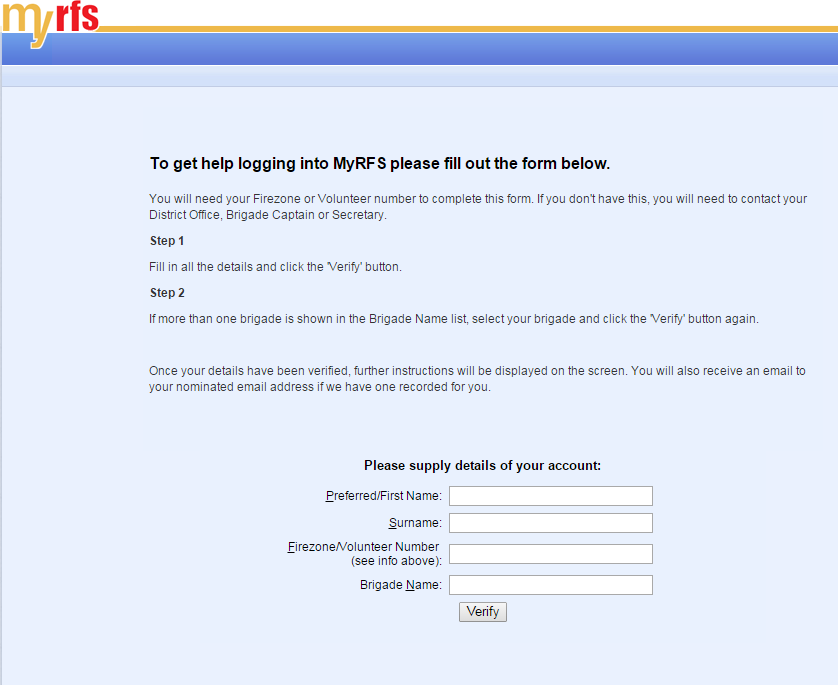 myrfs
To get help logging into MyRFS please fill out the form below.
You will need your Firezone or Volunteer number to complete this form. If you don't have this, you will need to contact your
District Office, Brigade Captain or Secretary.
Step 1
Fill in all the details and click the 'Verify' button.
Step 2
If more than one brigade is shown in the Brigade Name list, select your brigade and click the 'Verify' button again.
Once your details have been verified, further instructions will be displayed on the screen. You will also receive an email to
your nominated email address if we have one recorded for you.
Please supply details of your account:
Preferred/First Name:
Surname:
Firezone/Volunteer Number
(see info above):
Brigade Name:
Verify